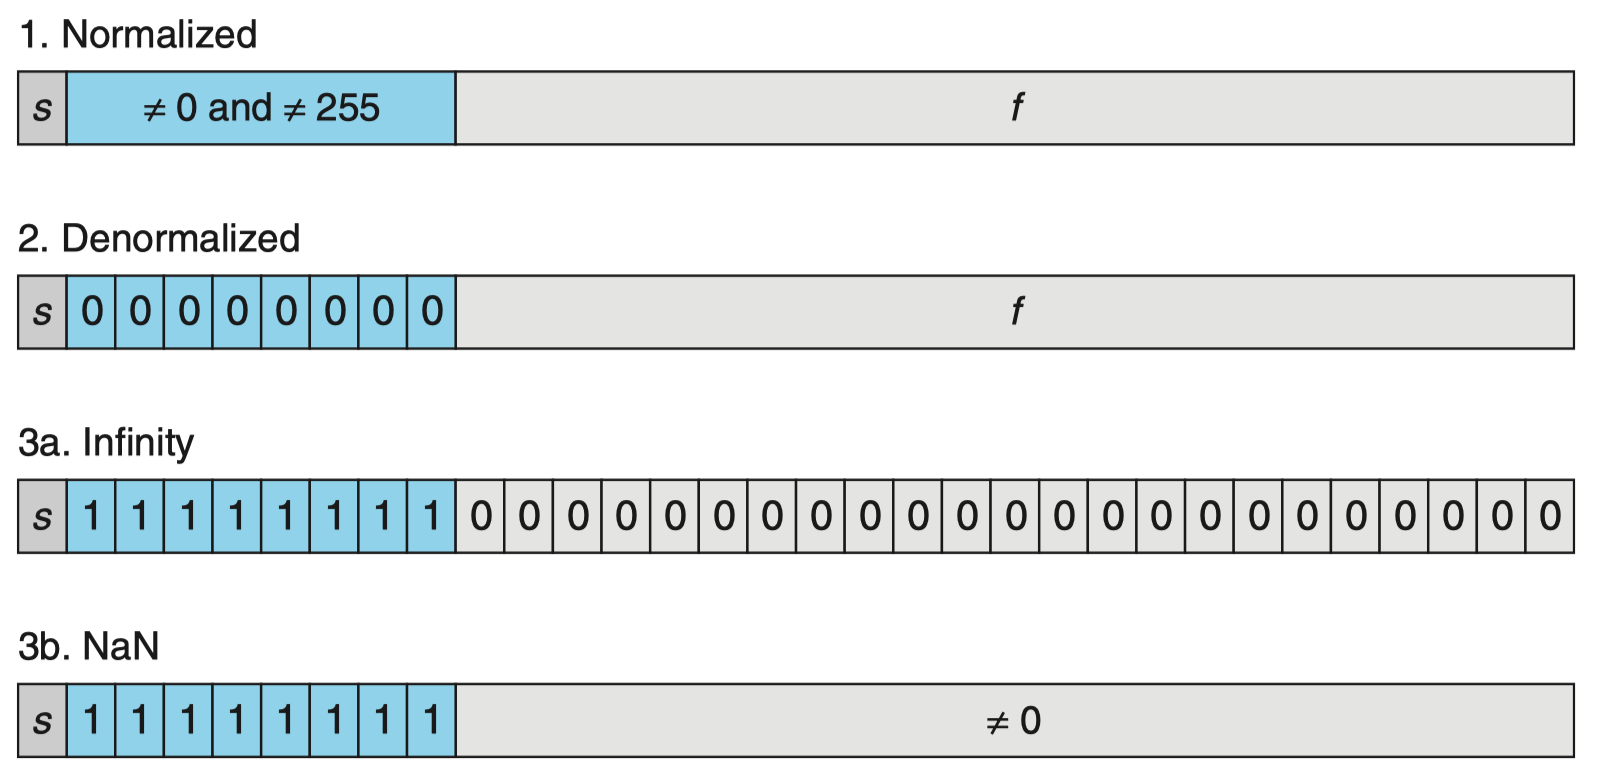 1. Normalized
s ≠ 0 and ≠ 255 f
2. Denormalized
s 0 0 0 0 0 0 0 0 f
3a. Infinity
s 1 1 1 1 1 1 1 1 0 0 0 0 0 0 0 0 0 0 0 0 0 0 0 0 0 0 0 0 0 0 0
3b. NaN
s 1 1 1 1 1 1 1 1 ≠ 0